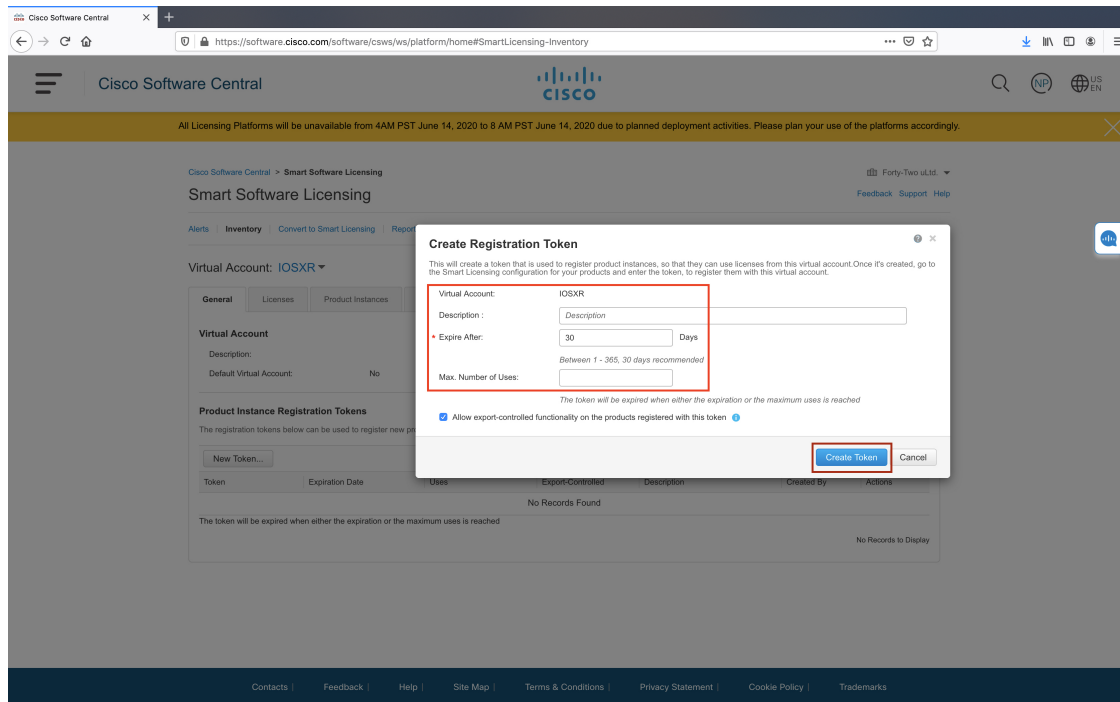 Cisco Software Central
https://software.cisco.com/software/csws/ws/platform/home#SmartLicensing-Inventory
Cisco Software Central
CISCO
NP
US
EN
All Licensing Platforms will be unavailable from 4AM PST June 14, 2020 to 8 AM PST June 14, 2020 due to planned deployment activities. Please plan your use of the platforms accordingly.
Cisco Software Central > Smart Software Licensing
Forty-Two uLtd.
Smart Software Licensing
Feedback Support Help
Alerts | Inventory | Convert to Smart Licensing | Report
Virtual Account: IOSXR
General Licenses Product Instances
Virtual Account
Description:
Default Virtual Account: No
Product Instance Registration Tokens
The registration tokens below can be used to register new pr
New Token...
Create Registration Token
This will create a token that is used to register product instances, so that they can use licenses from this virtual account.Once it's created, go to
the Smart Licensing configuration for your products and enter the token, to register them with this virtual account.
Virtual Account: IOSXR
Description : Description
* Expire After: 30 Days
Between 1 - 365, 30 days recommended
Max. Number of Uses:
The token will be expired when either the expiration or the maximum uses is reached
Allow export-controlled functionality on the products registered with this token
Create Token Cancel
Token Expiration Date Uses Export-Controlled Description Created By Actions
No Records Found
The token will be expired when either the expiration or the maximum uses is reached
No Records to Display
Contacts | Feedback | Help | Site Map | Terms & Conditions | Privacy Statement | Cookie Policy | Trademarks